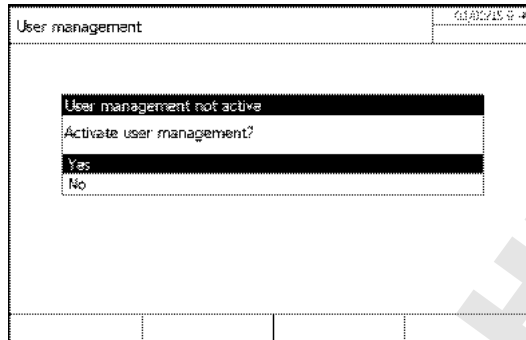 User management
User management not active
Activate user management?
Yes
No